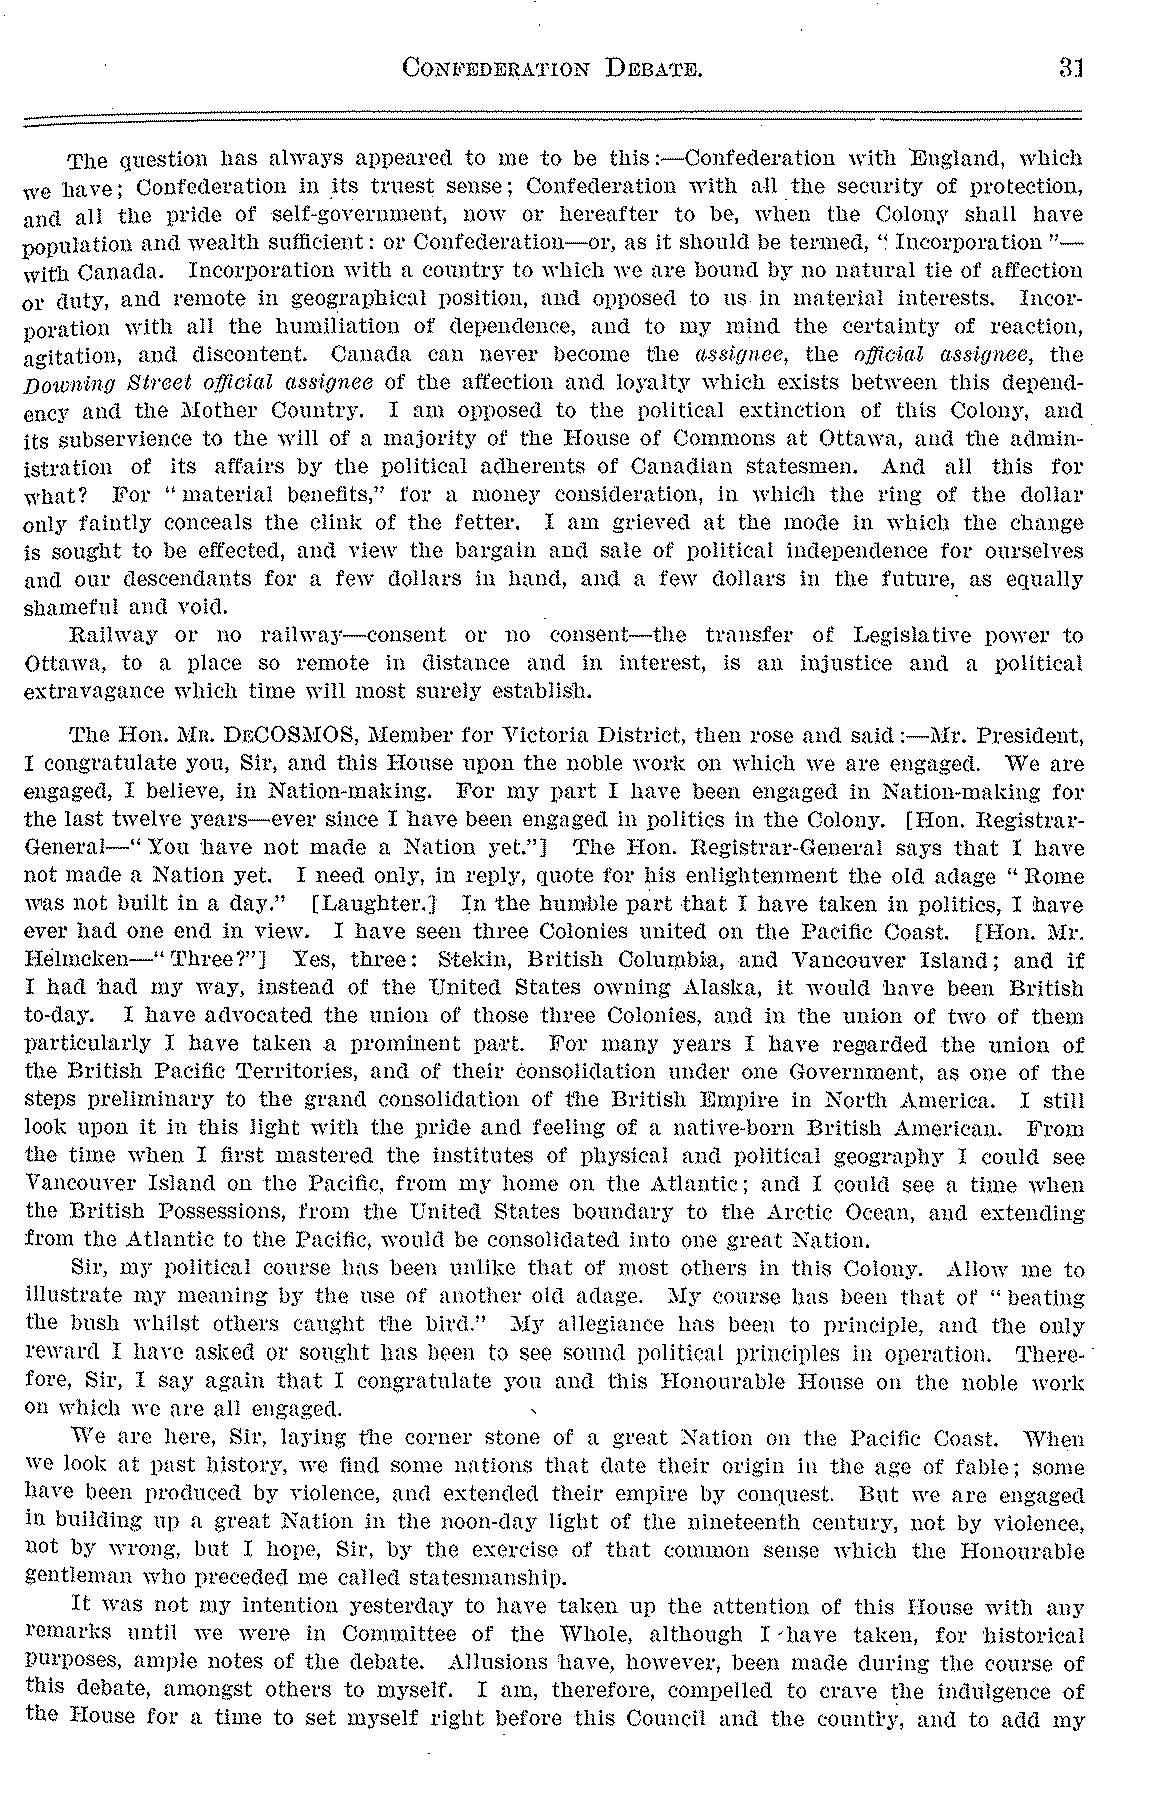 CONFEDERATION DEBATE. 31
The question has always appeared to me to be this:—Confederation with England, which
we have; Confederation in its truest sense; Confederation with all the security of protection,
and all the pride of self-government, now or hereafter to be, when the Colony shall have
population and wealth sufficient: or Confederation—or, as it should be termed, “Incorporation”—
with Canada. Incorporation with a country to which we are bound by no natural tie of affection
or duty, and remote in geographical position, and opposed to us in material interests. Incor-
poration with all the humiliation of dependence, and to my mind the certainty of reaction,
agitation, and discontent. Canada can never become the assignee, the official assignee, the
Downing Street official assignee of the affection and loyalty which exists between this depend-
ency and the Mother Country. I am opposed to the political extinction of this Colony, and
its subservience to the will of a majority of the House of Commons at Ottawa, and the admin-
istration of its affairs by the political adherents of Canadian statesmen. And all this for
what? For “material benefits,” for a money consideration, in which the ring of the dollar
only faintly conceals the clink of the fetter. I am grieved at the mode in which the change
is sought to be effected, and view the bargain and sale of political independence for ourselves
and our descendants for a few dollars in hand, and a few dollars in the future, as equally
shameful and void.
Railway or no railway—consent or no consent—the transfer of Legislative power to
Ottawa, to a place so remote in distance and in interest, is an injustice and a political
extravagance which time will most surely establish.
The Hon. MR. DECOSMOS, Member for Victoria District, then rose and said:—Mr. President,
I congratulate you, Sir, and this House upon the noble work on which we are engaged. We are
engaged, I believe, in Nation-making. For my part I have been engaged in Nation-making for
the last twelve years—ever since I have been engaged in politics in the Colony. [Hon. Registrar-
General—“You have not made a Nation yet.”] The Hon. Registrar-General says that I have
not made a Nation yet. I need only, in reply, quote for his enlightenment the old adage “Rome
was not built in a day.” [Laughter.] In the humble part that I have taken in politics, I have
ever had one end in view. I have seen three Colonies united on the Pacific Coast. [Hon. Mr.
Helmcken—“Three?”] Yes, three: Stekin, British Columbia, and Vancouver Island; and if
I had had my way, instead of the United States owning Alaska, it would have been British
to-day. I have advocated the union of those three Colonies, and in the union of two of them
particularly I have taken a prominent part. For many years I have regarded the union of
the British Pacific Territories, and of their consolidation under one Government, as one of the
steps preliminary to the grand consolidation of the British Empire in North America. I still
look upon it in this light with the pride and feeling of a native-born British American. From
the time when I first mastered the institutes of physical and political geography I could see
Vancouver Island on the Pacific, from my home on the Atlantic; and I could see a time when
the British Possessions, from the United States boundary to the Arctic Ocean, and extending
from the Atlantic to the Pacific, would be consolidated into one great Nation.
Sir, my political course has been unlike that of most others in this Colony. Allow me to
illustrate my meaning by the use of another old adage. My course has been that of “beating
the bush whilst others caught the bird.” My allegiance has been to principle, and the only
reward I have asked or sought has been to see sound political principles in operation. There-
fore, Sir, I say again that I congratulate you and this Honourable House on the noble work
on which we are all engaged.
We are here, Sir, laying the corner stone of a great Nation on the Pacific Coast. When
we look at past history, we find some nations that date their origin in the age of fable; some
have been produced by violence, and extended their empire by conquest. But we are engaged
in building up a great Nation in the noon-day light of the nineteenth century, not by violence,
not by wrong, but I hope, Sir, by the exercise of that common sense which the Honourable
gentleman who preceded me called statesmanship.
It was not my intention yesterday to have taken up the attention of this House with any
remarks until we were in Committee of the Whole, although I have taken, for historical
purposes, ample notes of the debate. Allusions have, however, been made during the course of
this debate, amongst others to myself. I am, therefore, compelled to crave the indulgence of
the House for a time to set myself right before this Council and the country, and to add my